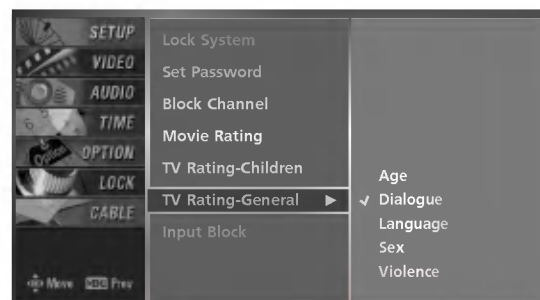 SETUP
VIDEO
AUDIO
TIME
Option
OPTION
LOCK
CABLE
Move Prev
Lock System
Set Password
Block Channel
Movie Rating
TV Rating-Children
TV Rating-General
Input Block
Age
Dialogue
Language
Sex
Violence